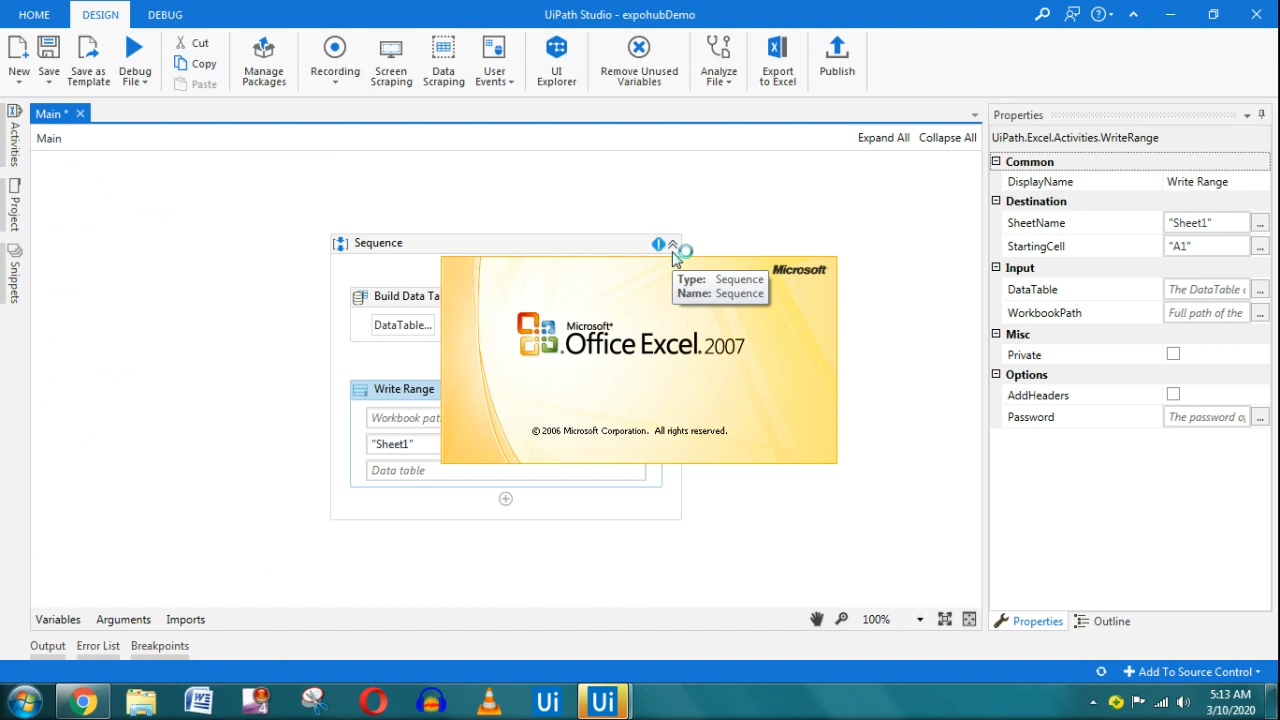 HOME DESIGN DEBUG UiPath Studio - expohubDemo
New Save Save as Template Debug File Cut Copy Paste Manage Packages Recording Screen Scraping Data Scraping User Events UI Explorer Remove Unused Variables Analyze File Export to Excel Publish
Main *
Main Expand All Collapse All
Activities
Project
Snippets
Sequence
Build Data Ta
DataTable...
Write Range
Workbook pat
"Sheet1"
Data table
Microsoft
Microsoft®
Office Excel 2007
© 2006 Microsoft Corporation. All rights reserved.
Type: Sequence
Name: Sequence
Properties
UiPath.Excel.Activities.WriteRange
Common
DisplayName Write Range
Destination
SheetName "Sheet1" ...
StartingCell "A1" ...
Input
DataTable The DataTable ...
WorkbookPath Full path of the ...
Misc
Private
Options
AddHeaders
Password The password o ...
Variables Arguments Imports 100%
Properties Outline
Output Error List Breakpoints
Add To Source Control
Ui Ui
5:13 AM
3/10/2020